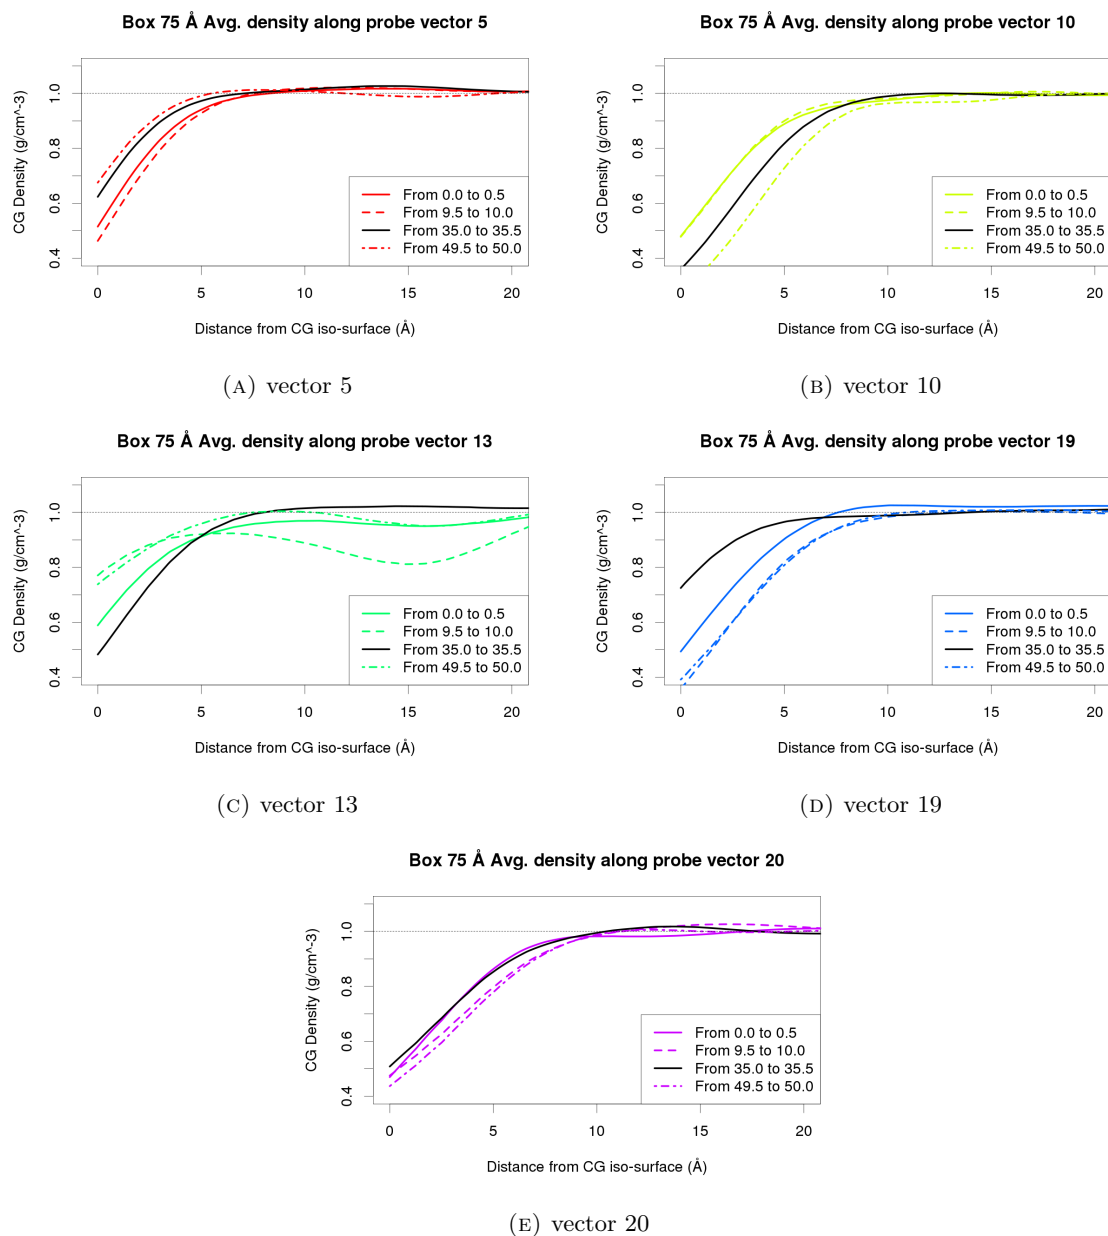 Box 75 Å Avg. density along probe vector 5
CG Density (g/cm^-3)
1.0
0.8
0.6
0.4
From 0.0 to 0.5
From 9.5 to 10.0
From 35.0 to 35.5
From 49.5 to 50.0
0 5 10 15 20
Distance from CG iso-surface (Å)
(A) vector 5
Box 75 Å Avg. density along probe vector 10
CG Density (g/cm^-3)
1.0
0.8
0.6
0.4
From 0.0 to 0.5
From 9.5 to 10.0
From 35.0 to 35.5
From 49.5 to 50.0
0 5 10 15 20
Distance from CG iso-surface (Å)
(B) vector 10
Box 75 Å Avg. density along probe vector 13
CG Density (g/cm^-3)
1.0
0.8
0.6
0.4
From 0.0 to 0.5
From 9.5 to 10.0
From 35.0 to 35.5
From 49.5 to 50.0
0 5 10 15 20
Distance from CG iso-surface (Å)
(C) vector 13
Box 75 Å Avg. density along probe vector 19
CG Density (g/cm^-3)
1.0
0.8
0.6
0.4
From 0.0 to 0.5
From 9.5 to 10.0
From 35.0 to 35.5
From 49.5 to 50.0
0 5 10 15 20
Distance from CG iso-surface (Å)
(D) vector 19
Box 75 Å Avg. density along probe vector 20
CG Density (g/cm^-3)
1.0
0.8
0.6
0.4
From 0.0 to 0.5
From 9.5 to 10.0
From 35.0 to 35.5
From 49.5 to 50.0
0 5 10 15 20
Distance from CG iso-surface (Å)
(E) vector 20